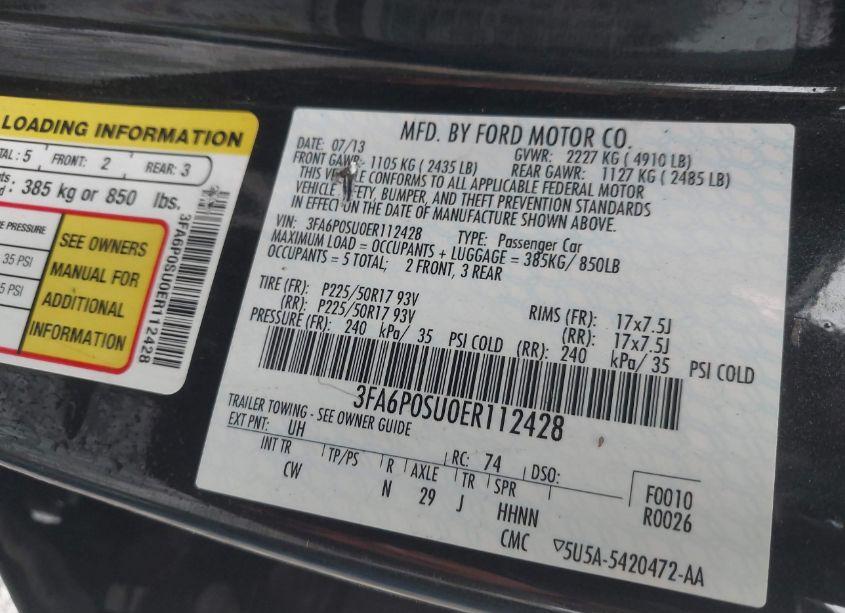 LOADING INFORMATION
TAL : 5 FRONT: 2 REAR: 3
385 kg or 850 lbs.
PRESSURE
35 PSI
5 PSI
SEE OWNERS
MANUAL FOR
ADDITIONAL
INFORMATION
3FA6P0SU0ER112428
MFD. BY FORD MOTOR CO.
DATE: 07/13 GVWR: 2227 KG ( 4910 LB)
FRONT GAWR: 1105 KG ( 2435 LB) REAR GAWR: 1127 KG ( 2485 LB)
THIS VEHICLE CONFORMS TO ALL APPLICABLE FEDERAL MOTOR
VEHICLE SAFETY, BUMPER, AND THEFT PREVENTION STANDARDS
IN EFFECT ON THE DATE OF MANUFACTURE SHOWN ABOVE.
VIN: 3FA6P0SU0ER112428 TYPE: Passenger Car
MAXIMUM LOAD = OCCUPANTS + LUGGAGE = 385KG/ 850LB
OCCUPANTS = 5 TOTAL; 2 FRONT, 3 REAR
TIRE (FR): P225/50R17 93V RIMS (FR): 17x7.5J
(RR): P225/50R17 93V (RR): 17x7.5J
PRESSURE (FR): 240 kPa/ 35 PSI COLD (RR): 240 kPa/ 35 PSI COLD
3FA6P0SU0ER112428
TRAILER TOWING - SEE OWNER GUIDE
EXT PNT: UH RC: 74 DSO:
INT TR TP/PS R AXLE TR SPR F0010
CW N 29 J HHNN R0026
CMC ▽5U5A-5420472-AA